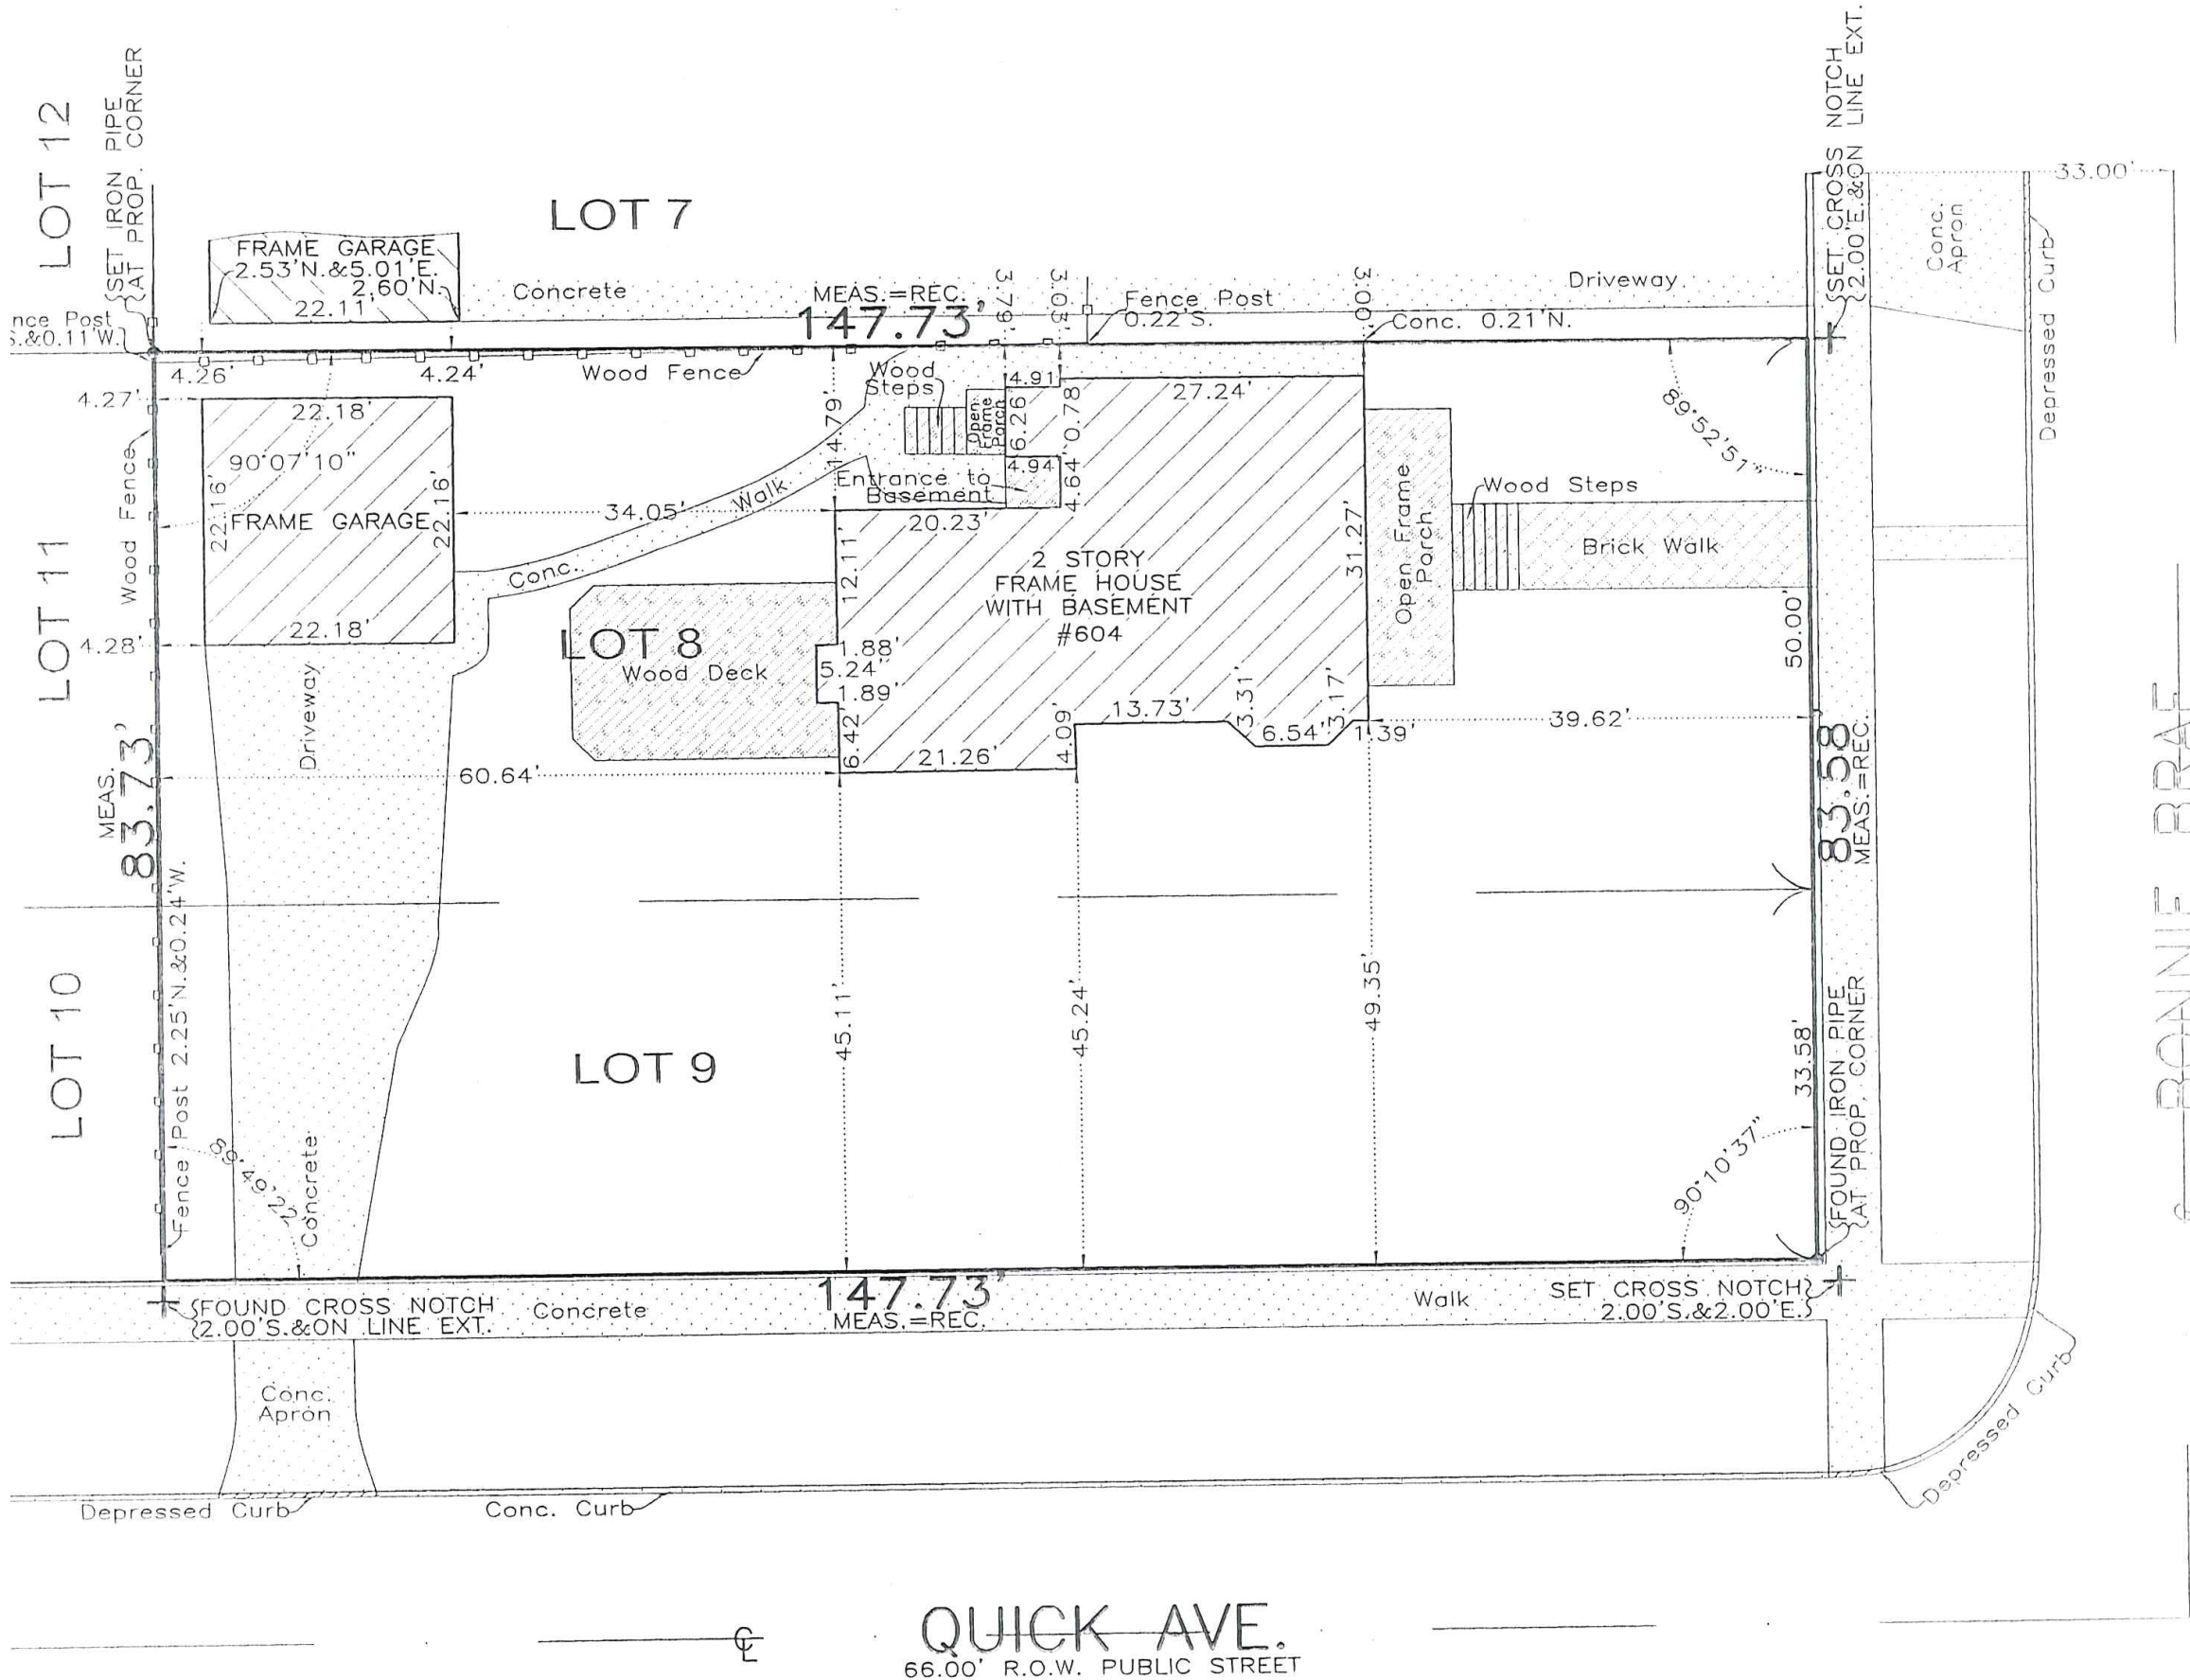 LOT 12
SET IRON PIPE
AT PROP. CORNER
LOT 7
FRAME GARAGE
2.53'N.&5.01'E.
2.60'N.
22.11'
Concrete
MEAS.=REC.
147.73'
3.79'
3.03'
Fence Post
0.22'S.
3.00'
Conc. 0.21'N.
Driveway
SET CROSS NOTCH
2.00'E.&ON LINE EXT.
Conc.
Apron
33.00'
Depressed Curb
nce Post
S.&0.11'W.
4.26'
4.24'
Wood Fence
Wood
Steps
4.91
27.24'
4.27'
22.18'
14.79'
Open
Frame
Porch
6.26
0.78
89°52'51"
Wood Fence
90°07'10"
22.16'
FRAME GARAGE
22.16'
34.05'
Walk
Entrance to
Basement
4.94
4.64'
20.23'
31.27'
Open Frame
Porch
Wood Steps
Brick Walk
LOT 11
Conc.
12.11'
2 STORY
FRAME HOUSE
WITH BASEMENT
#604
22.18'
4.28'
LOT 8
Wood Deck
1.88'
5.24"
1.89'
50.00'
Driveway
6.42'
21.26'
4.09'
13.73'
3.31'
6.54'
3.17'
1.39'
39.62'
MEAS.
83.73'
60.64'
83.58
MEAS.=REC.
BONNIE BRAE
LOT 10
Fence Post 2.25'N.&0.24'W.
LOT 9
45.11'
45.24'
49.35'
33.58'
FOUND IRON PIPE
AT PROP. CORNER
89°49'22"
Concrete
90°10'37"
FOUND CROSS NOTCH
2.00'S.&ON LINE EXT.
Concrete
147.73'
MEAS.=REC.
Walk
SET CROSS NOTCH
2.00'S.&2.00'E.
Conc.
Apron
Depressed Curb
Conc. Curb
Depressed Curb
QUICK AVE.
66.00' R.O.W. PUBLIC STREET